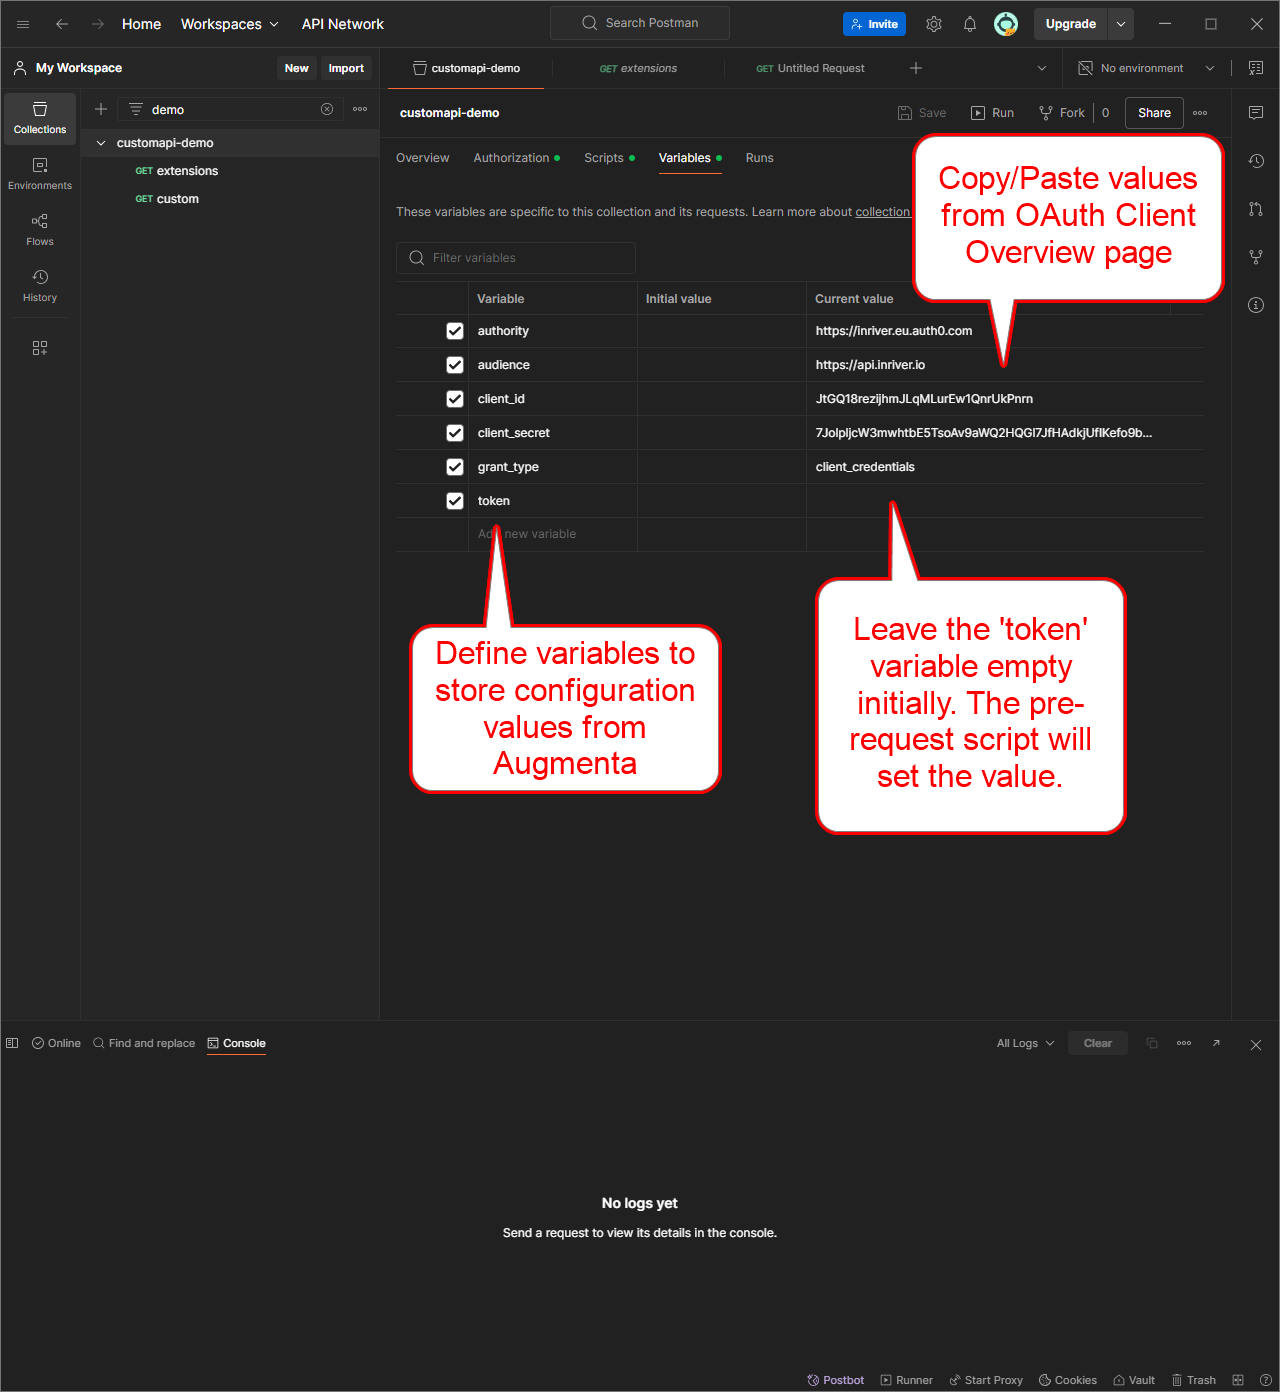 Home Workspaces API Network Search Postman Invite Upgrade
My Workspace New Import customapi-demo GET extensions GET Untitled Request No environment
Collections
Environments
Flows
History
demo
customapi-demo
GET extensions
GET custom
customapi-demo Save Run Fork 0 Share
Overview Authorization Scripts Variables Runs
These variables are specific to this collection and its requests. Learn more about collection
Filter variables
Variable Initial value Current value
authority https://inriver.eu.auth0.com
audience https://api.inriver.io
client_id JtGQ18rezijhmJLqMLurEw1QnrUkPnrn
client_secret
grant_type client_credentials
token
Add new variable
Copy/Paste values
from OAuth Client
Overview page
Define variables to
store configuration
values from
Augmenta
Leave the 'token'
variable empty
initially. The pre-
request script will
set the value.
Online Find and replace Console All Logs Clear
No logs yet
Send a request to view its details in the console.
Postbot Runner Start Proxy Cookies Vault Trash